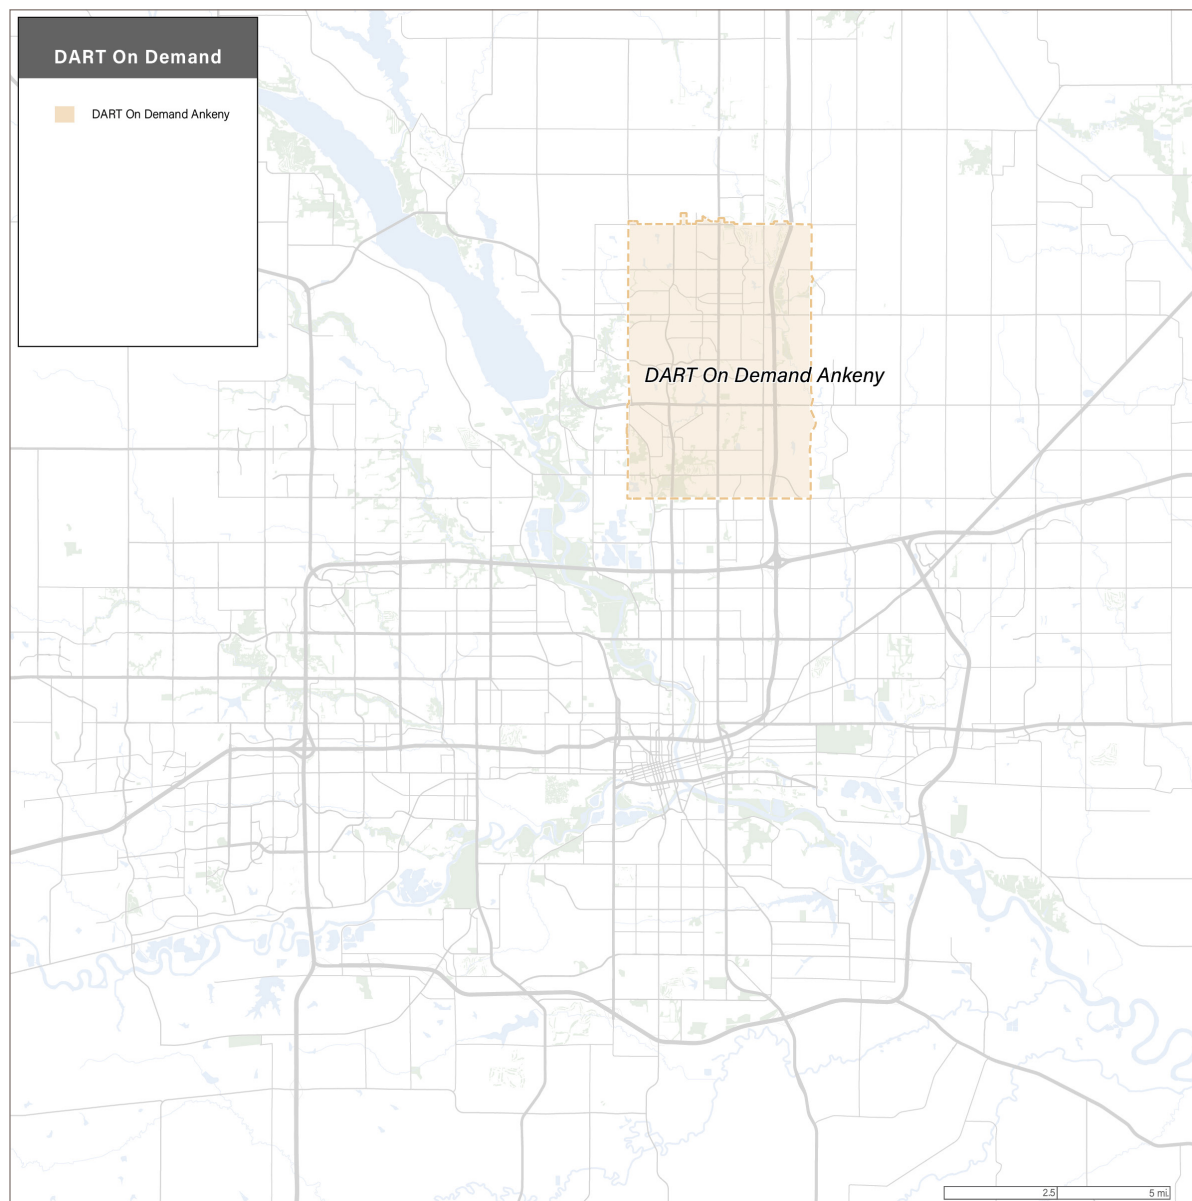 DART On Demand
DART On Demand Ankeny
DART On Demand Ankeny
2.5
5 mi.